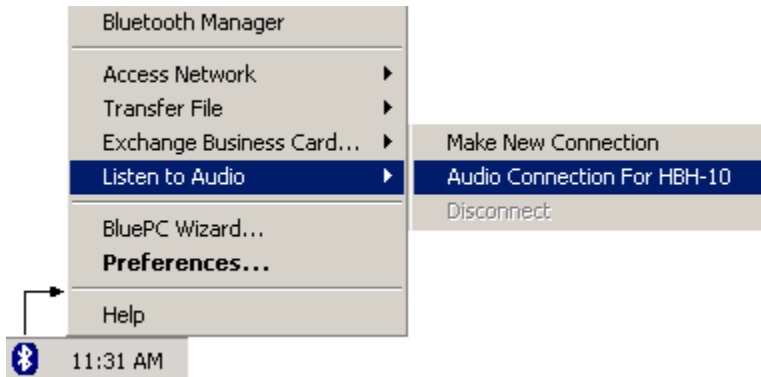 Bluetooth Manager
Access Network
Transfer File
Exchange Business Card...
Listen to Audio
Make New Connection
Audio Connection For HBH-10
Disconnect
BluePC Wizard...
Preferences...
Help
11:31 AM